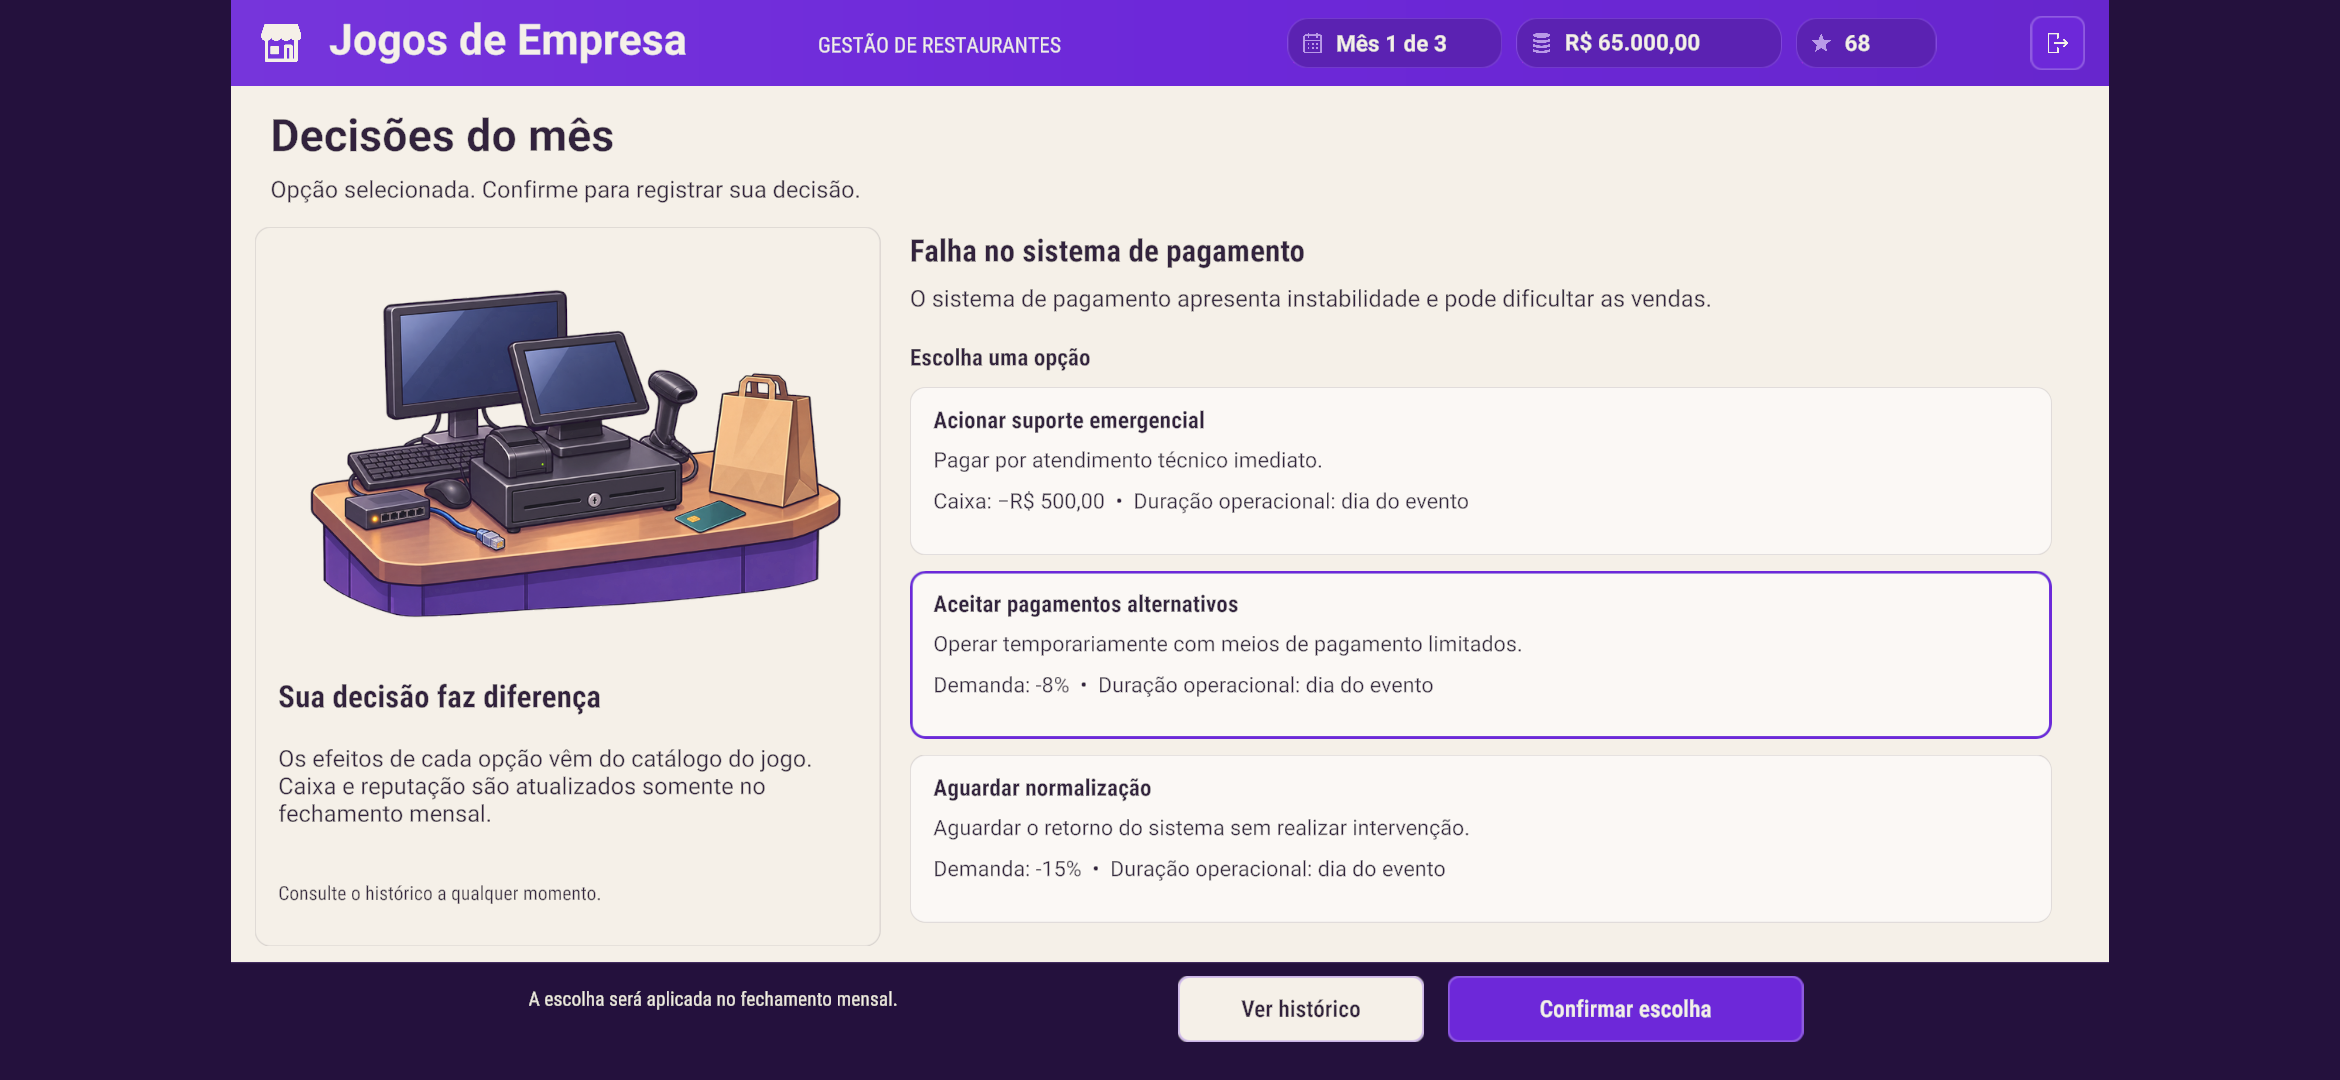 Jogos de Empresa
GESTÃO DE RESTAURANTES
Mês 1 de 3
R$ 65.000,00
68
Decisões do mês
Opção selecionada. Confirme para registrar sua decisão.
Sua decisão faz diferença
Os efeitos de cada opção vêm do catálogo do jogo.
Caixa e reputação são atualizados somente no
fechamento mensal.
Consulte o histórico a qualquer momento.
Falha no sistema de pagamento
O sistema de pagamento apresenta instabilidade e pode dificultar as vendas.
Escolha uma opção
Acionar suporte emergencial
Pagar por atendimento técnico imediato.
Caixa: −R$ 500,00 • Duração operacional: dia do evento
Aceitar pagamentos alternativos
Operar temporariamente com meios de pagamento limitados.
Demanda: -8% • Duração operacional: dia do evento
Aguardar normalização
Aguardar o retorno do sistema sem realizar intervenção.
Demanda: -15% • Duração operacional: dia do evento
A escolha será aplicada no fechamento mensal.
Ver histórico
Confirmar escolha